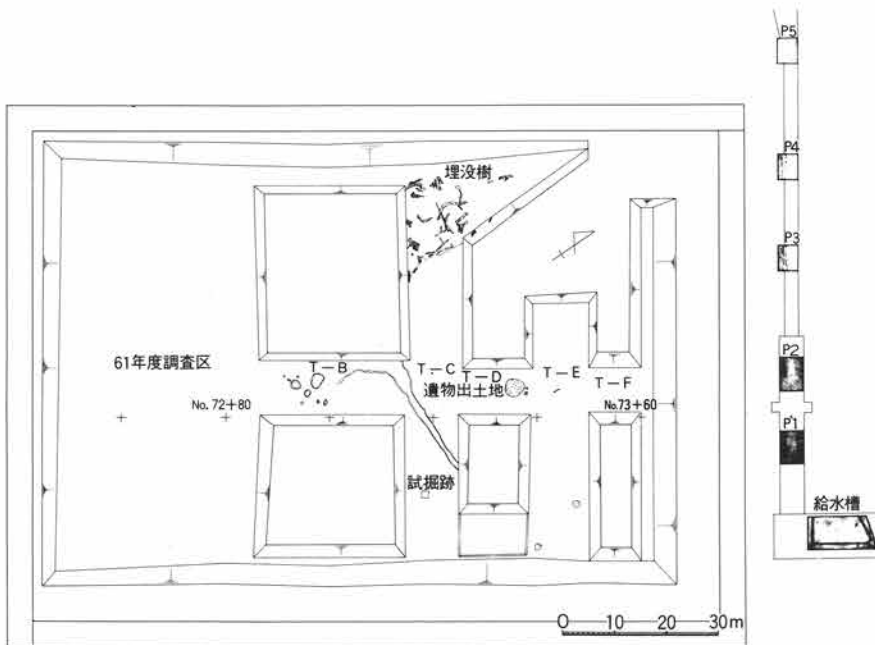 P5
埋没樹
P4
P3
61年度調査区
T－B
T－C
T－D
T－E
T－F
P2
遺物出土地
No. 72+80
No. 73+60
P1
試掘跡
給水槽
0 10 20 30m